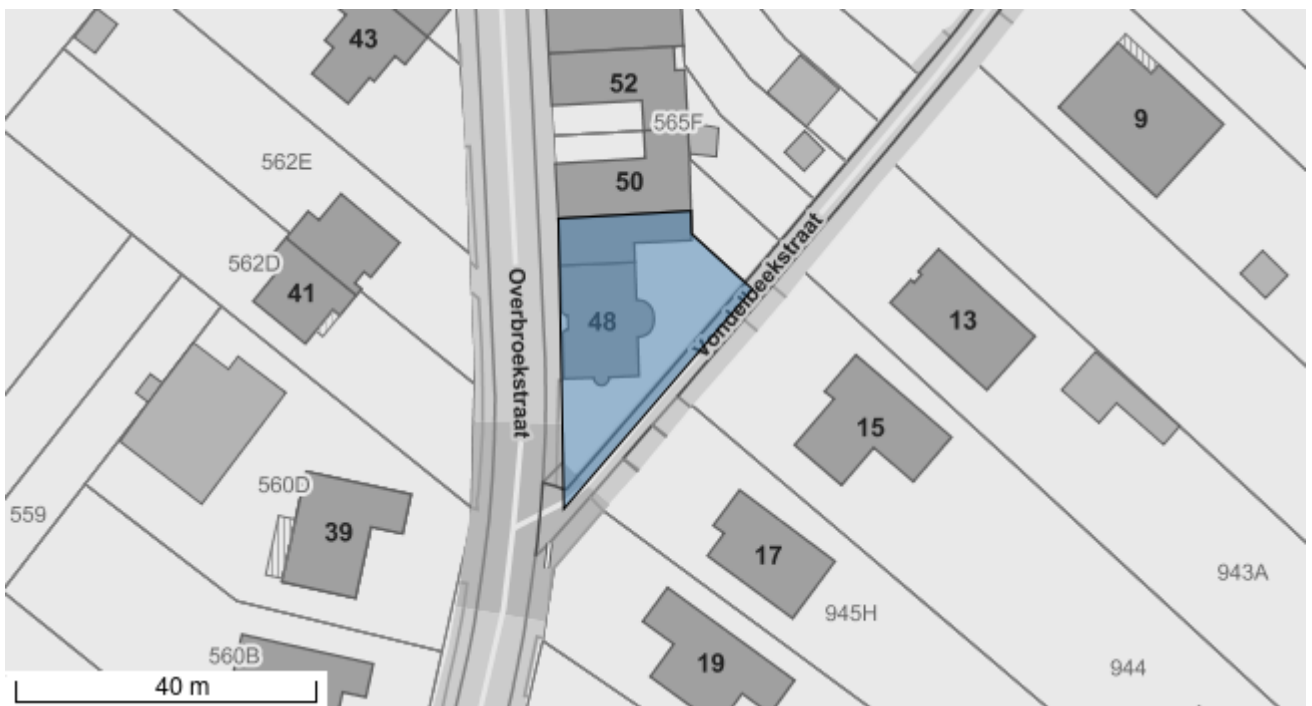 43
52
565F
9
562E
50
562D
41
Overbroekstraat
48
Vondelbeekstraat
13
15
560D
559
39
17
943A
945H
560B
19
944
40 m